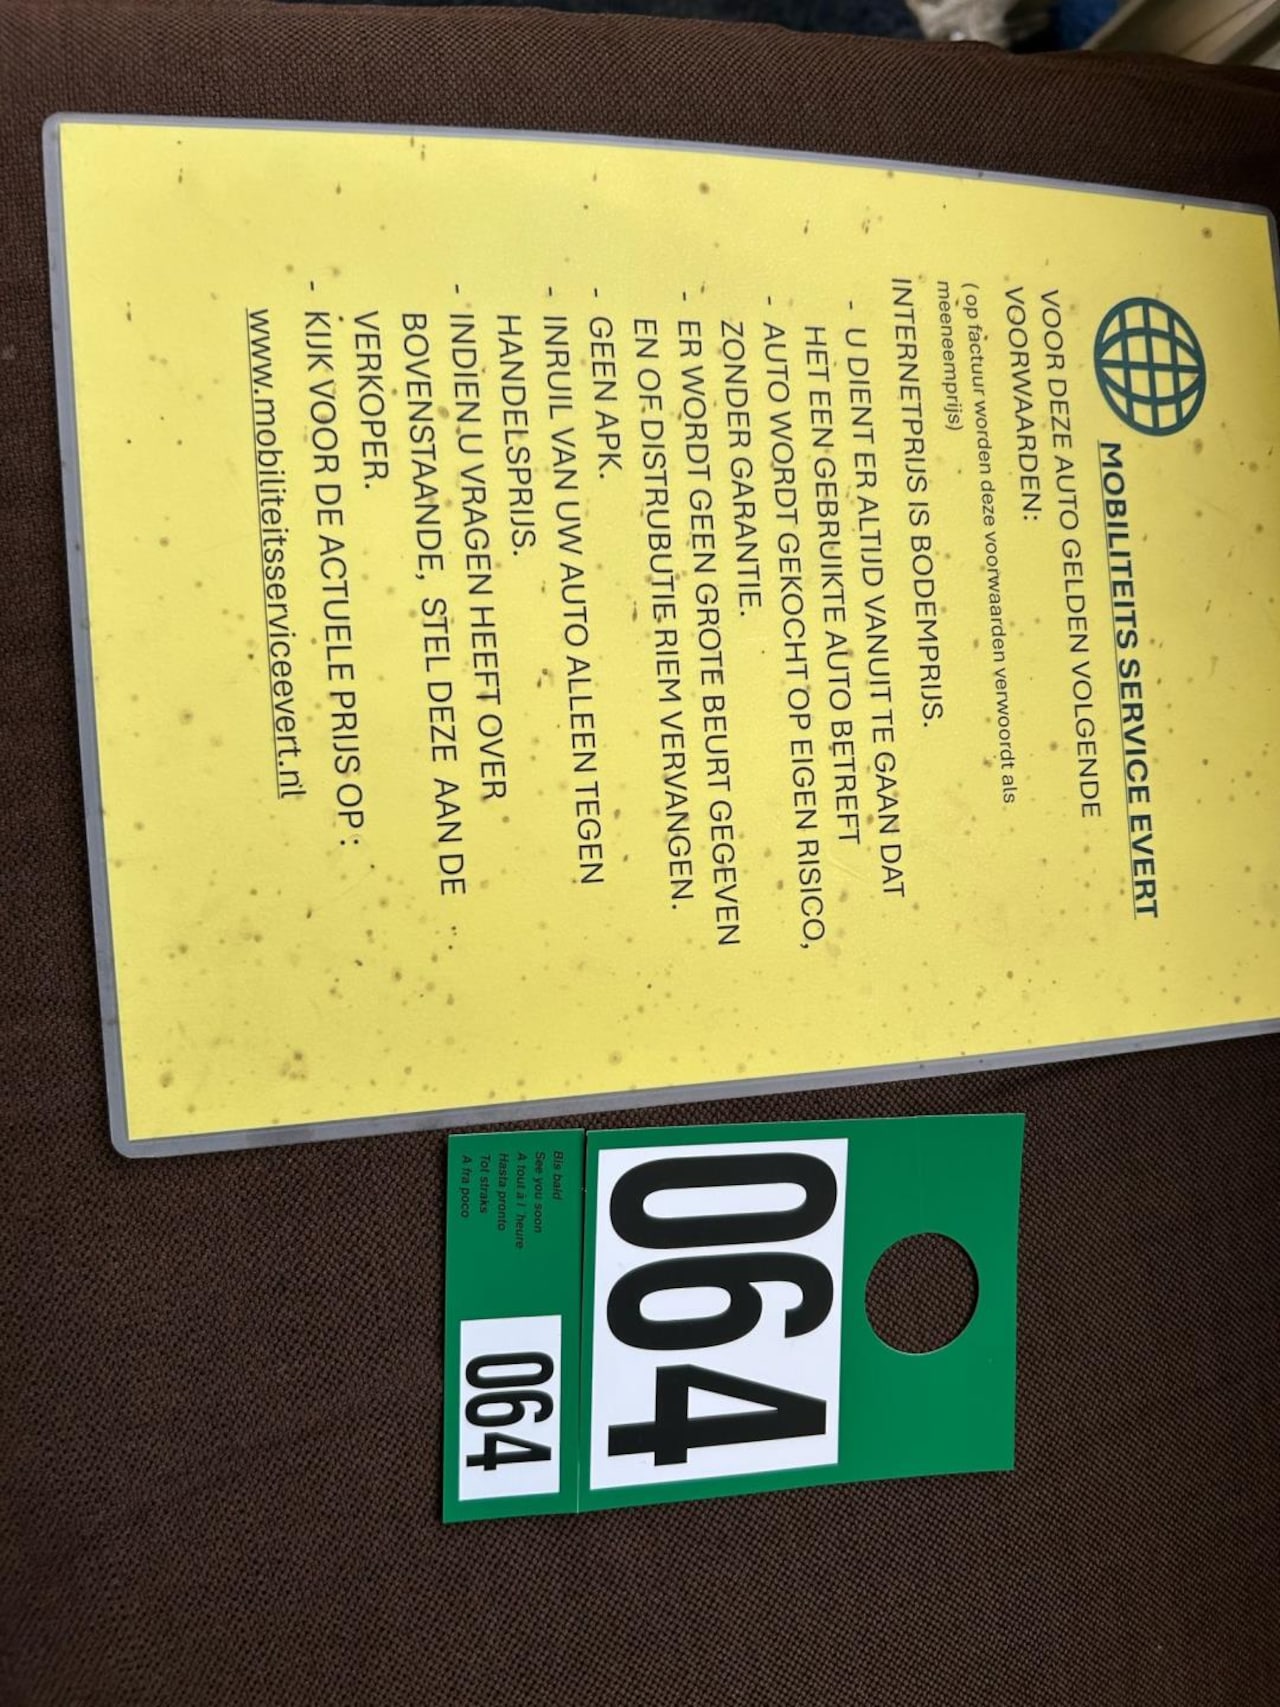 MOBILITEITS SERVICE EVERT
VOOR DEZE AUTO GELDEN VOLGENDE
VOORWAARDEN:
( op factuur worden deze voorwaarden verwoordt als
meeneemprijs)
INTERNETPRIJS IS BODEMPRIJS.
- U DIENT ER ALTIJD VANUIT TE GAAN DAT
HET EEN GEBRUIKTE AUTO BETREFT
- AUTO WORDT GEKOCHT OP EIGEN RISICO,
ZONDER GARANTIE.
- ER WORDT GEEN GROTE BEURT GEGEVEN
EN OF DISTRUBUTIE RIEM VERVANGEN.
- GEEN APK.
- INRUIL VAN UW AUTO ALLEEN TEGEN
HANDELSPRIJS.
- INDIEN U VRAGEN HEEFT OVER
BOVENSTAANDE, STEL DEZE AAN DE
VERKOPER.
- KIJK VOOR DE ACTUELE PRIJS OP :
www.mobiliteitsserviceevert.nl
064
Bis bald
See you soon
A tout à l 'heure
Hasta pronto
Tot straks
A fra poco
064